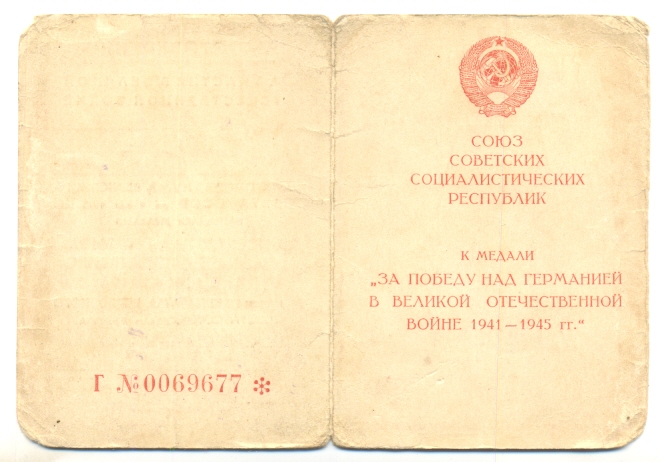 Г №0069677 *
СОЮЗ
СОВЕТСКИХ
СОЦИАЛИСТИЧЕСКИХ
РЕСПУБЛИК
К МЕДАЛИ
„ЗА ПОБЕДУ НАД ГЕРМАНИЕЙ
В ВЕЛИКОЙ ОТЕЧЕСТВЕННОЙ
ВОЙНЕ 1941—1945 гг.“